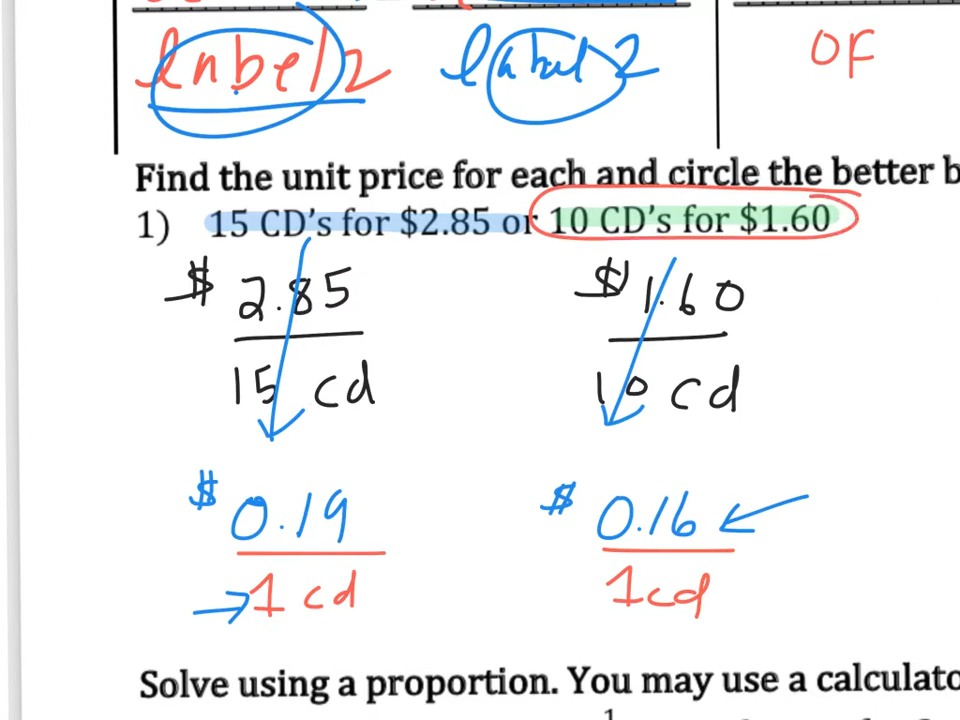 label 2 label 2 OF
Find the unit price for each and circle the better b
1) 15 CD's for $2.85 or 10 CD's for $1.60
$ 2.85 $ 1.60
15 cd 10 cd
$ 0.19 $ 0.16
1 cd 1cd
Solve using a proportion. You may use a calculato
1